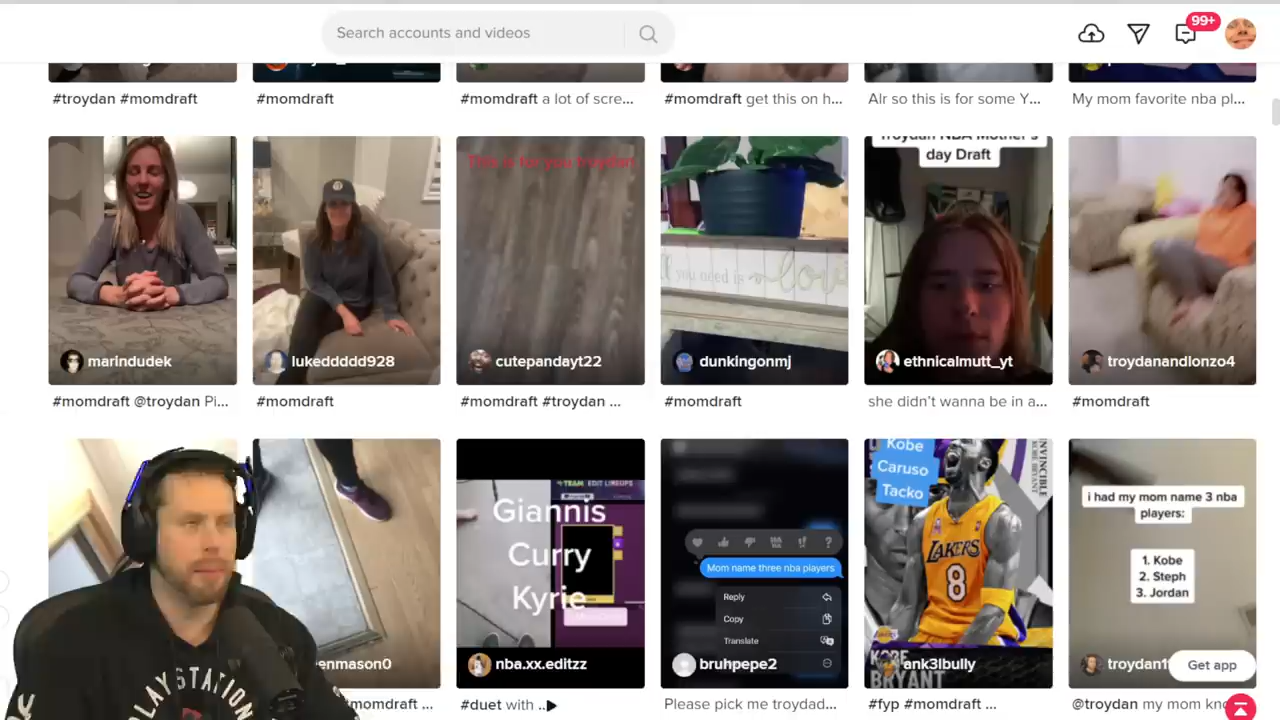 Search accounts and videos
99+
#troydan #momdraft
#momdraft
#momdraft a lot of scre...
#momdraft get this on h...
Alr so this is for some Y...
My mom favorite nba pl...
This is for you troydan
Troydan NBA Mother's
day Draft
you need is love
marindudek
lukeddddd928
cutepandayt22
dunkingonmj
ethnicalmutt_yt
troydanandlonzo4
#momdraft @troydan Pi...
#momdraft
#momdraft #troydan ...
#momdraft
she didn't wanna be in a...
#momdraft
TEAM EDIT LINEUPS
Giannis
Curry
Kyrie
Mom name three nba players
Reply
Copy
Translate
Kobe
Caruso
Tacko
INVINCIBLE
KOBE BRYANT
LAKERS
8
KOBE
BRYANT
i had my mom name 3 nba
players:
1. Kobe
2. Steph
3. Jordan
enmason0
nba.xx.editzz
bruhpepe2
ank3lbully
troydan1
Get app
#momdraft ...
#duet with ...
Please pick me troydad...
#fyp #momdraft ...
@troydan my mom kn
PLAYSTATION